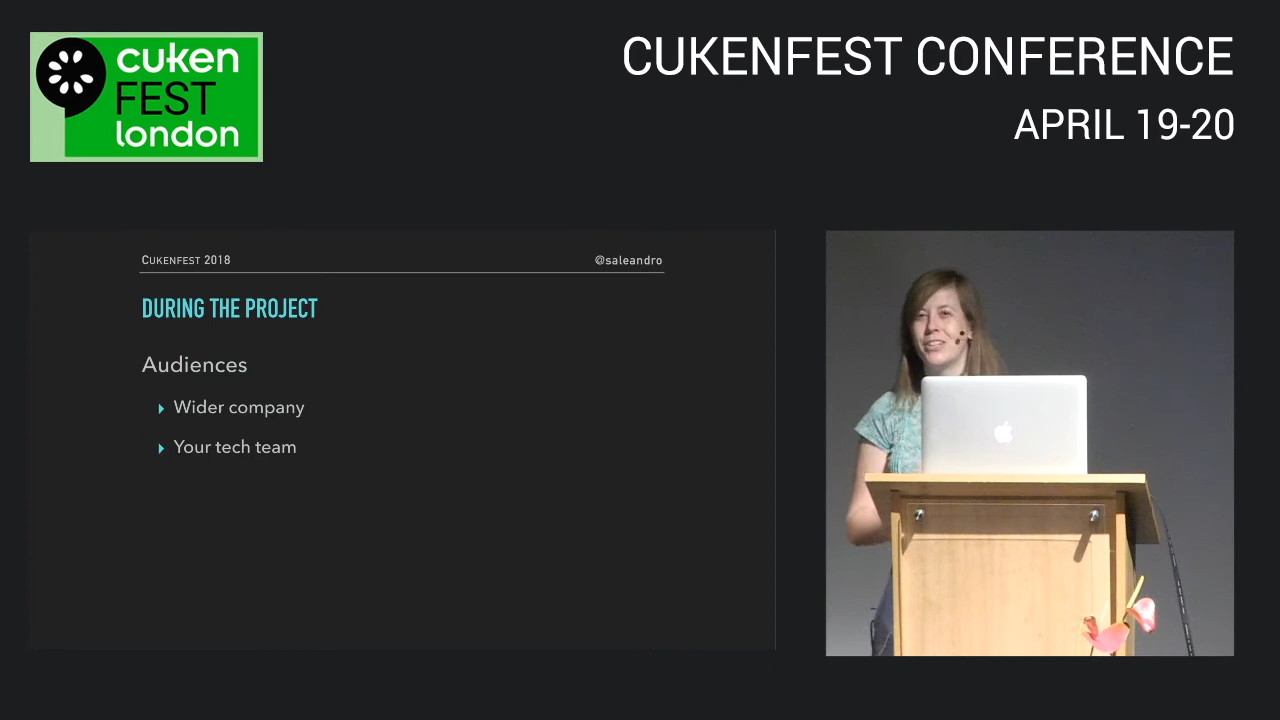 cuken
FEST
london
CUKENFEST CONFERENCE
APRIL 19-20
CUKENFEST 2018
@saleandro
DURING THE PROJECT
Audiences
Wider company
Your tech team